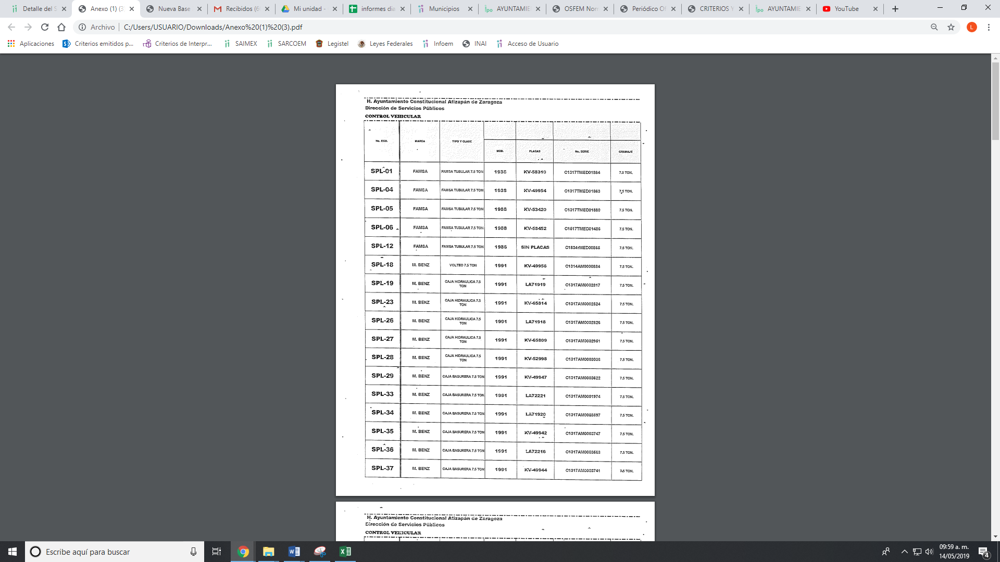 Detalle del S
Anexo (1) (3
Nueva Base
Recibidos (6
Mi unidad -
informes dia
Municipios
AYUNTAMIE
OSFEM Nor
Periódico Of
CRITERIOS Y
AYUNTAMIE
YouTube
Archivo
C:/Users/USUARIO/Downloads/Anexo%20(1)%20(3).pdf
L
Aplicaciones
Criterios emitidos p...
Criterios de Interpr...
SAIMEX
SARCOEM
Legistel
Leyes Federales
Infoem
INAI
Acceso de Usuario
H. Ayuntamiento Constitucional Atizapán de Zaragoza
Dirección de Servicios Públicos
CONTROL VEHICULAR
No. ECO. MARCA TIPO Y CLASE MOD. PLACAS No. SERIE GRAMAJE
SPL-01 FAMSA FAMSA TUBULAR 7.5 TON 1938 KV-58310 C1317TMED01864 7.5 TON.
SPL-04 FAMSA FAMSA TUBULAR 7.5 TON 1938 KV-49954 C1317TMED01863 7.5 TON.
SPL-05 FAMSA FAMSA TUBULAR 7.5 TON 1988 KV-53420 C1317TMED01880 7.5 TON.
SPL-06 FAMSA FAMSA TUBULAR 7.5 TON 1988 KV-58452 C1517TMED01486 7.5 TON.
SPL-12 FAMSA FAMSA TUBULAR 7.5 TON 1986 SIN PLACAS 7.5 TON.
SPL-18 M. BENZ VOLTEO 7.5 TON 1991 KV-49956 C1314AM0000884 7.5 TON.
SPL-19 M. BENZ CAJA HIDRAULICA 7.5 TON 1991 LA71919 C1317AM0002817 7.5 TON.
SPL-23 M. BENZ CAJA HIDRAULICA 7.5 TON 1991 KV-65814 C1317AM0002524 7.5 TON.
SPL-26 M. BENZ CAJA HIDRAULICA 7.5 TON 1991 LA71918 C1317AM0002826 7.5 TON.
SPL-27 M. BENZ CAJA HIDRAULICA 7.5 TON 1991 KV-65809 C1317AM0002951 7.5 TON.
SPL-28 M. BENZ CAJA HIDRAULICA 7.5 TON 1991 KV-52998 C1317AM0003038 7.5 TON.
SPL-29 M. BENZ CAJA BASURERA 7.5 TON 1991 KV-49947 C1317AM0003622 7.5 TON.
SPL-33 M. BENZ CAJA BASURERA 7.5 TON 1991 LA72221 C1317AM0001974 7.5 TON.
SPL-34 M. BENZ CAJA BASURERA 7.5 TON 1991 LA71920 C1317AM0003597 7.5 TON.
SPL-35 M. BENZ CAJA BASURERA 7.5 TON 1991 KV-49942 C1317AM0003747 7.5 TON.
SPL-36 M. BENZ CAJA BASURERA 7.5 TON 1991 LA72216 C1317AM0003583 7.5 TON.
SPL-37 M. BENZ CAJA BASURERA 7.5 TON 1991 KV-49944 C1317AM0003741 7.5 TON.
H. Ayuntamiento Constitucional Atizapán de Zaragoza
Dirección de Servicios Públicos
CONTROL VEHICULAR
Escribe aquí para buscar
09:59 a. m.
14/05/2019
4